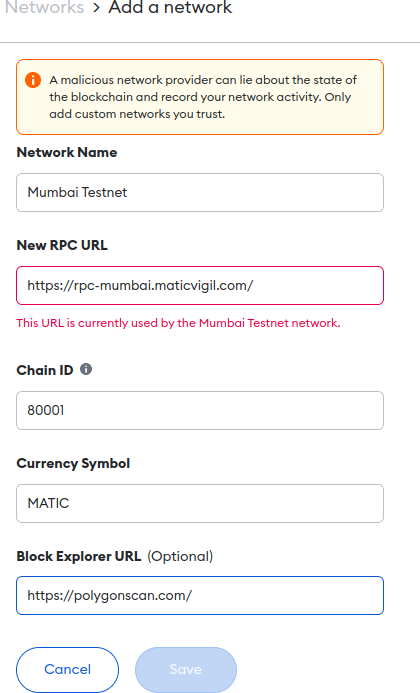 Networks > Add a network
A malicious network provider can lie about the state of
the blockchain and record your network activity. Only
add custom networks you trust.
Network Name
Mumbai Testnet
New RPC URL
https://rpc-mumbai.maticvigil.com/
This URL is currently used by the Mumbai Testnet network.
Chain ID
80001
Currency Symbol
MATIC
Block Explorer URL (Optional)
https://polygonscan.com/
Cancel Save